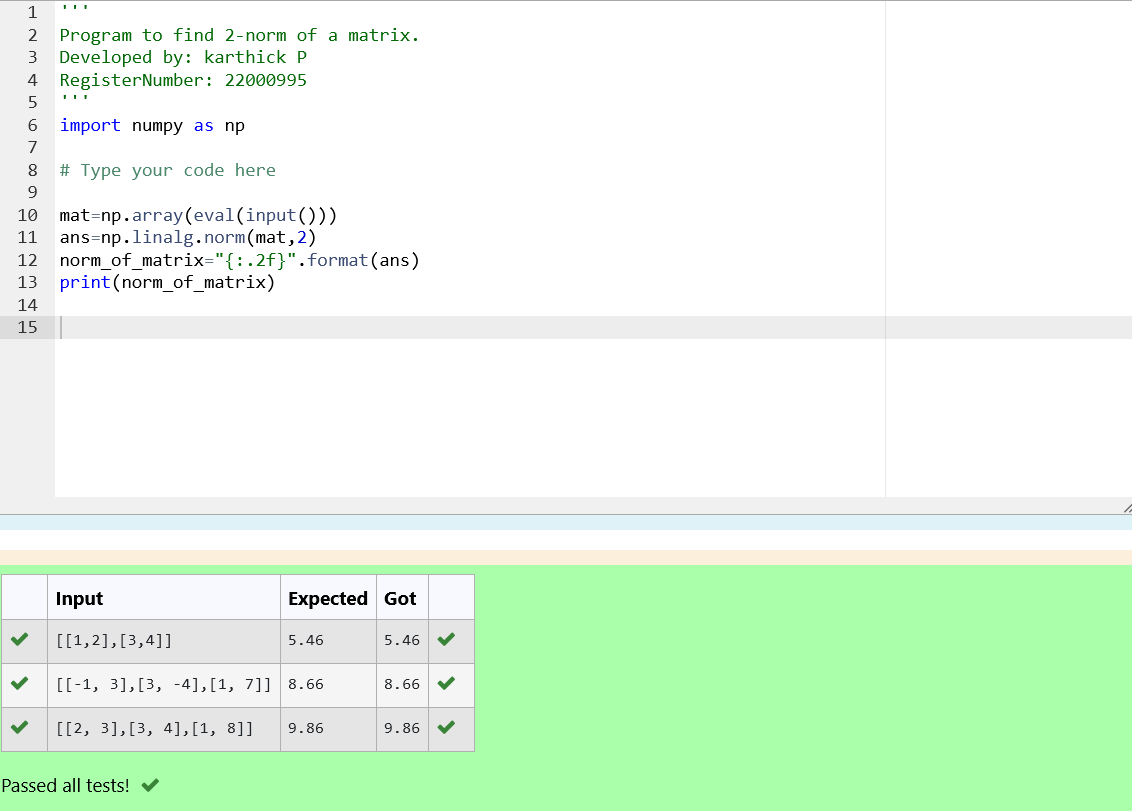 1 '''
2 Program to find 2-norm of a matrix.
3 Developed by: karthick P
4 RegisterNumber: 22000995
5 '''
6 import numpy as np
7
8 # Type your code here
9
10 mat=np.array(eval(input()))
11 ans=np.linalg.norm(mat,2)
12 norm_of_matrix="{:.2f}".format(ans)
13 print(norm_of_matrix)
14
15
Input Expected Got
[[1,2],[3,4]] 5.46 5.46
[[-1, 3],[3, -4],[1, 7]] 8.66 8.66
[[2, 3],[3, 4],[1, 8]] 9.86 9.86
Passed all tests!